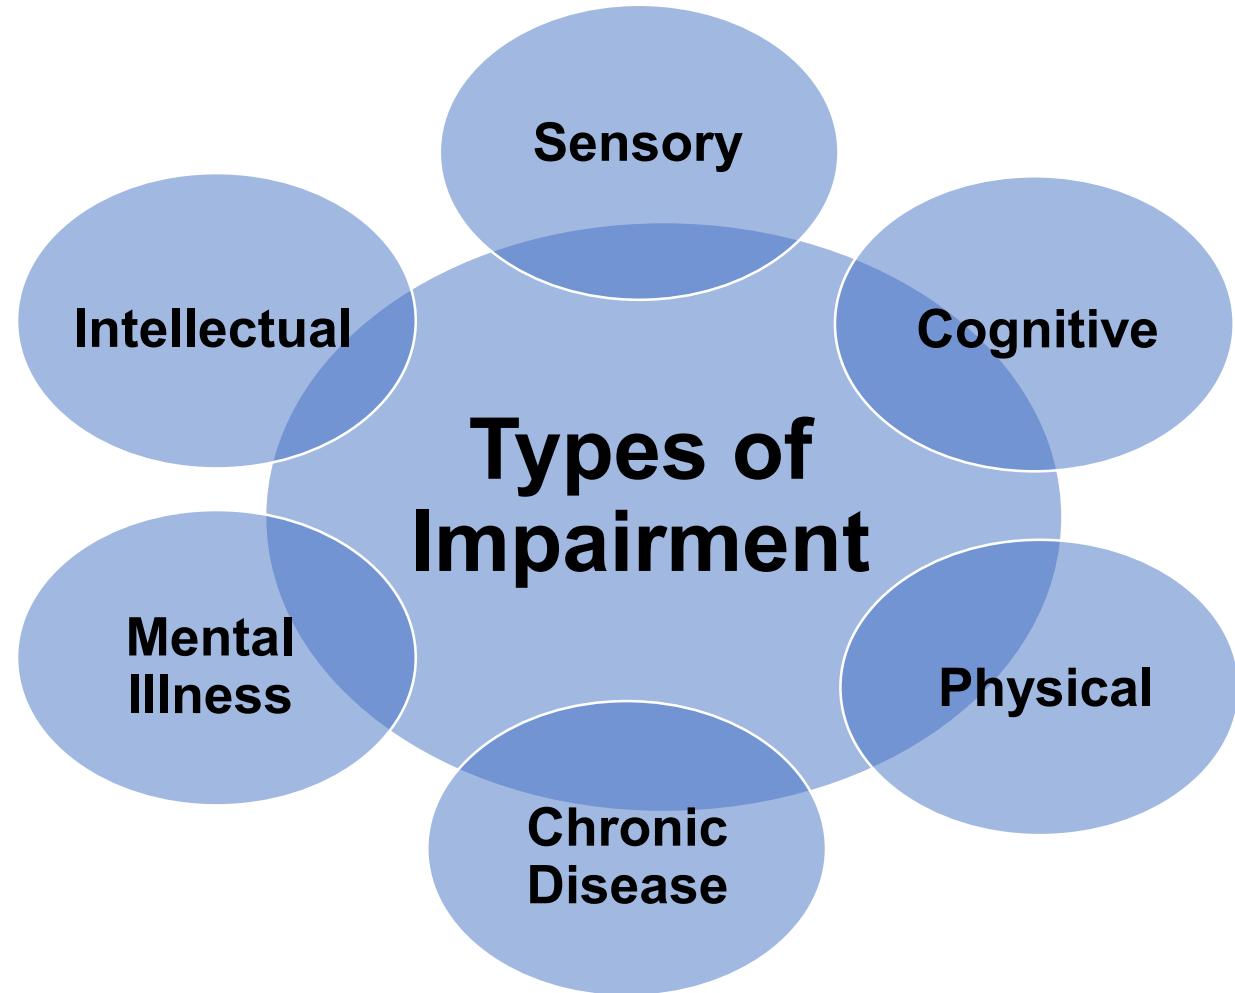 Sensory
Intellectual
Cognitive
Types of
Impairment
Mental
Illness
Physical
Chronic
Disease